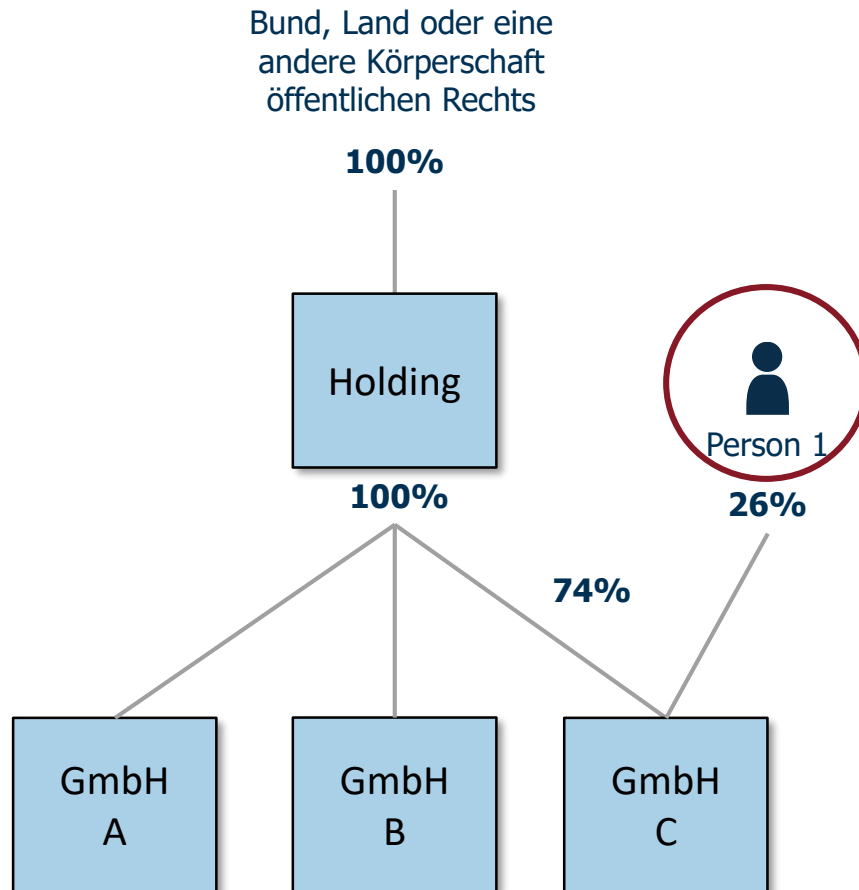 Bund, Land oder eine
andere Körperschaft
öffentlichen Rechts
100%
Holding
Person 1
100%
26%
74%
GmbH
A
GmbH
B
GmbH
C